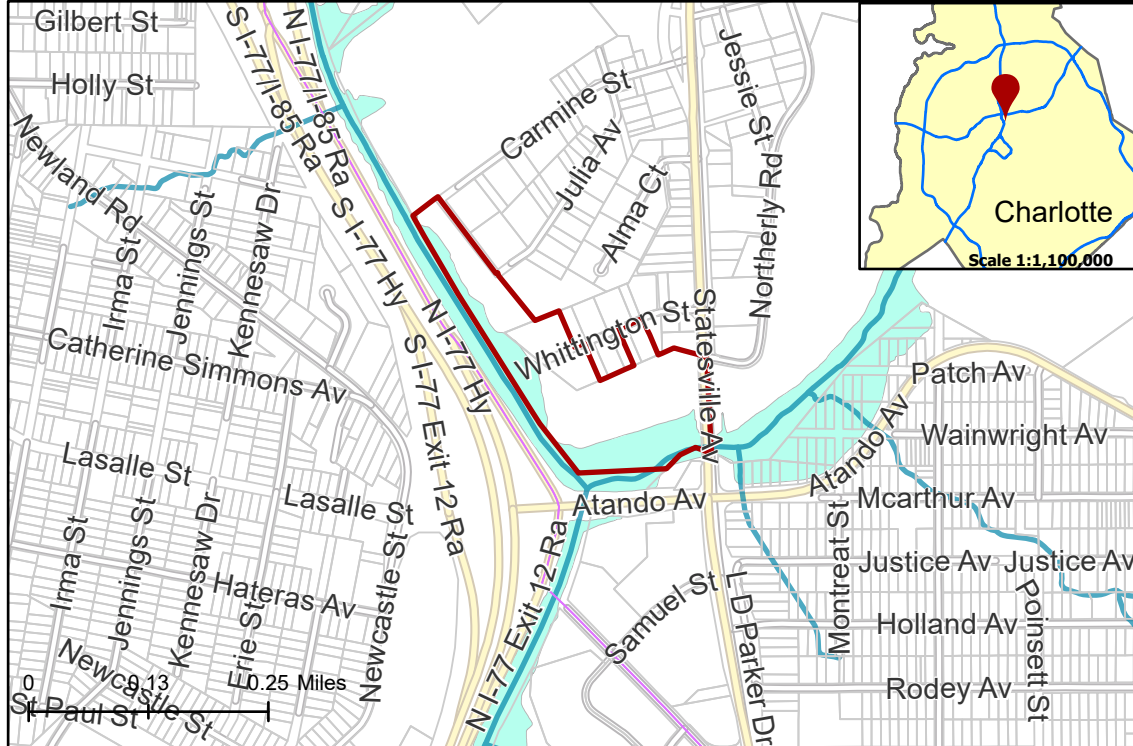 Gilbert St
Holly St
Newland Rd
S I-77/I-85 Ra
N I-77/I-85 Ra
Carmine St
Jessie St
Julia Av
Alma Ct
Northerly Rd
Charlotte
Scale 1:1,100,000
Irma St
Jennings St
Kennesaw Dr
S I-77 Hy
N I-77 Hy
Whittington St
Statesville Av
Catherine Simmons Av
S I-77 Exit 12 Ra
Patch Av
Wainwright Av
Atando Av
Lasalle St
Lasalle St
Atando Av
Mcarthur Av
Irma St
Jennings St
Kennesaw Dr
Hateras Av
Erie St
Newcastle St
N I-77 Exit 12 Ra
Samuel St
L D Parker Dr
Montreat St
Justice Av
Justice Av
Holland Av
Poinsett St
Rodey Av
Newcastle St
St Paul St
0 0.13 0.25 Miles